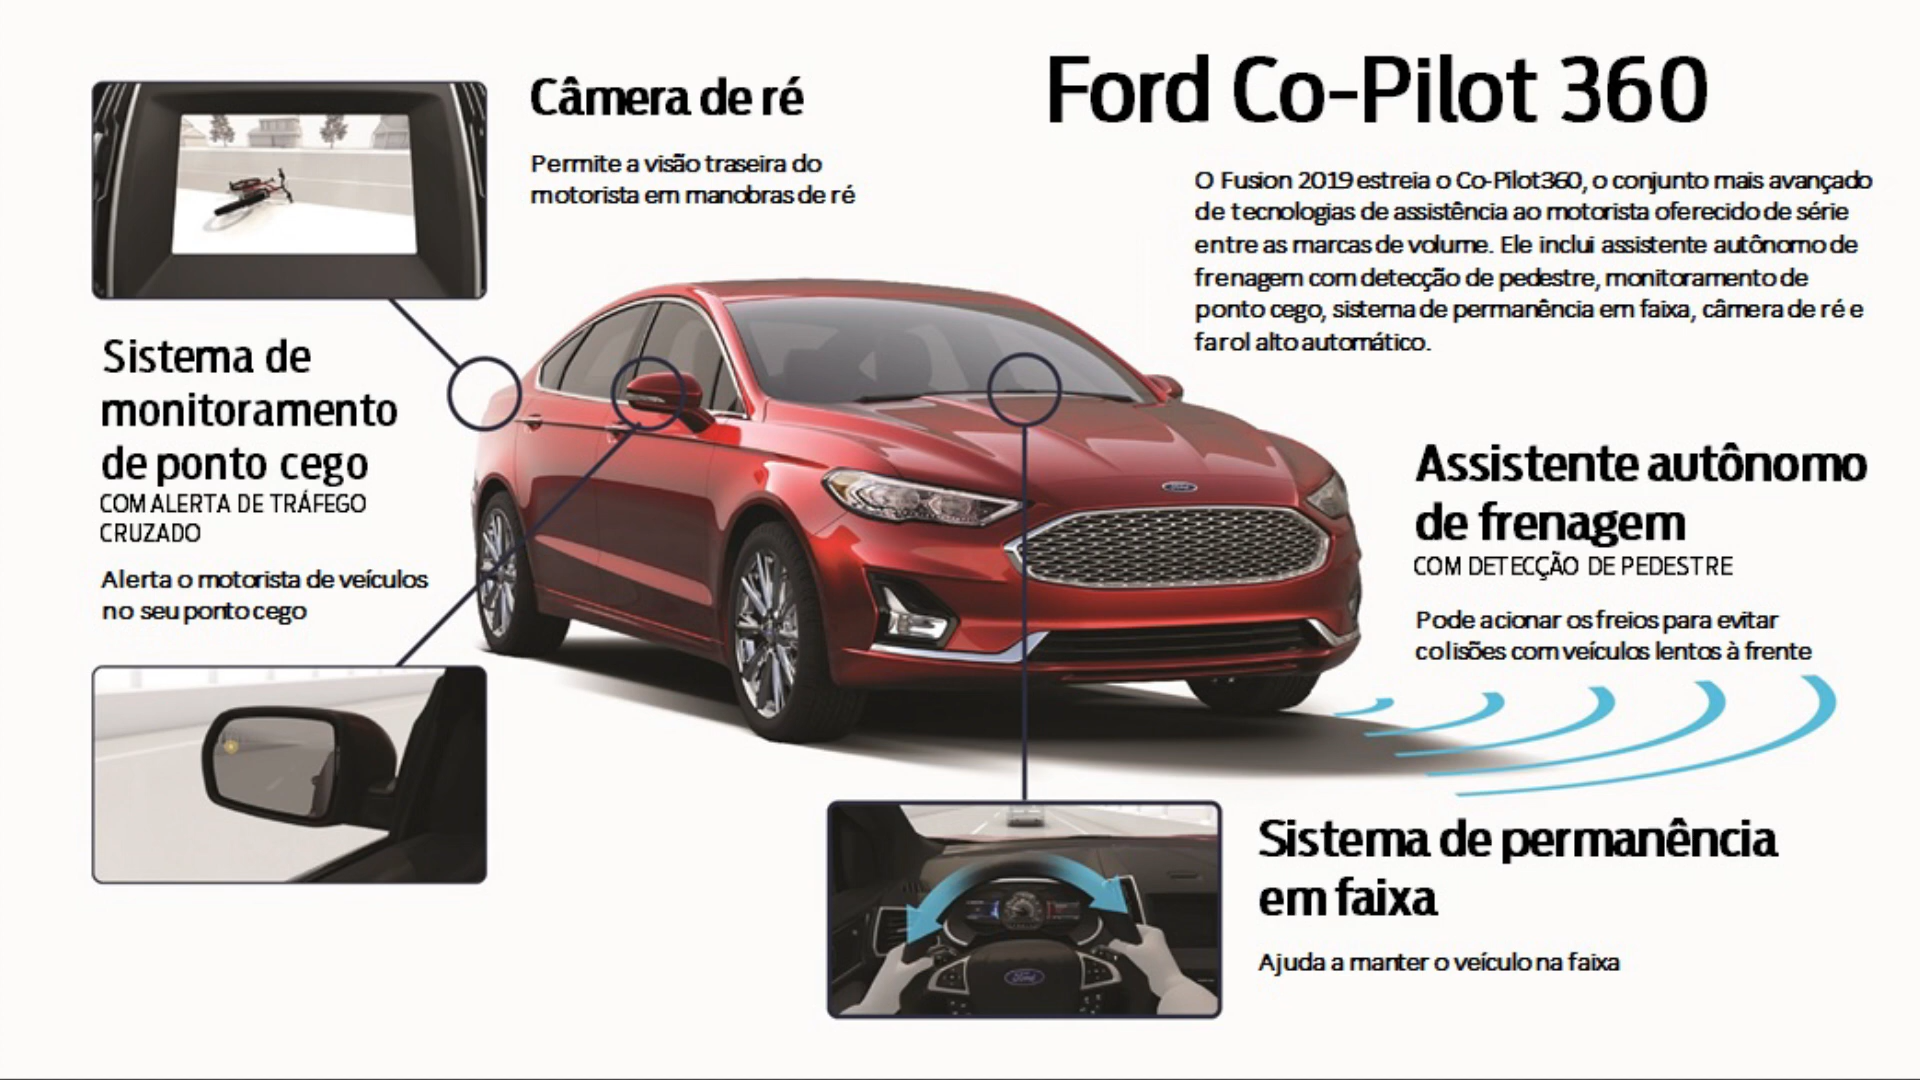 Ford Co-Pilot 360
O Fusion 2019 estreia o Co-Pilot360, o conjunto mais avançado
de tecnologias de assistência ao motorista oferecido de série
entre as marcas de volume. Ele inclui assistente autônomo de
frenagem com detecção de pedestre, monitoramento de
ponto cego, sistema de permanência em faixa, câmera de ré e
farol alto automático.
Câmera de ré
Permite a visão traseira do
motorista em manobras de ré
Sistema de
monitoramento
de ponto cego
COM ALERTA DE TRÁFEGO
CRUZADO
Alerta o motorista de veículos
no seu ponto cego
Assistente autônomo
de frenagem
COM DETECÇÃO DE PEDESTRE
Pode acionar os freios para evitar
colisões com veículos lentos à frente
Sistema de permanência
em faixa
Ajuda a manter o veículo na faixa
Ford
Ford